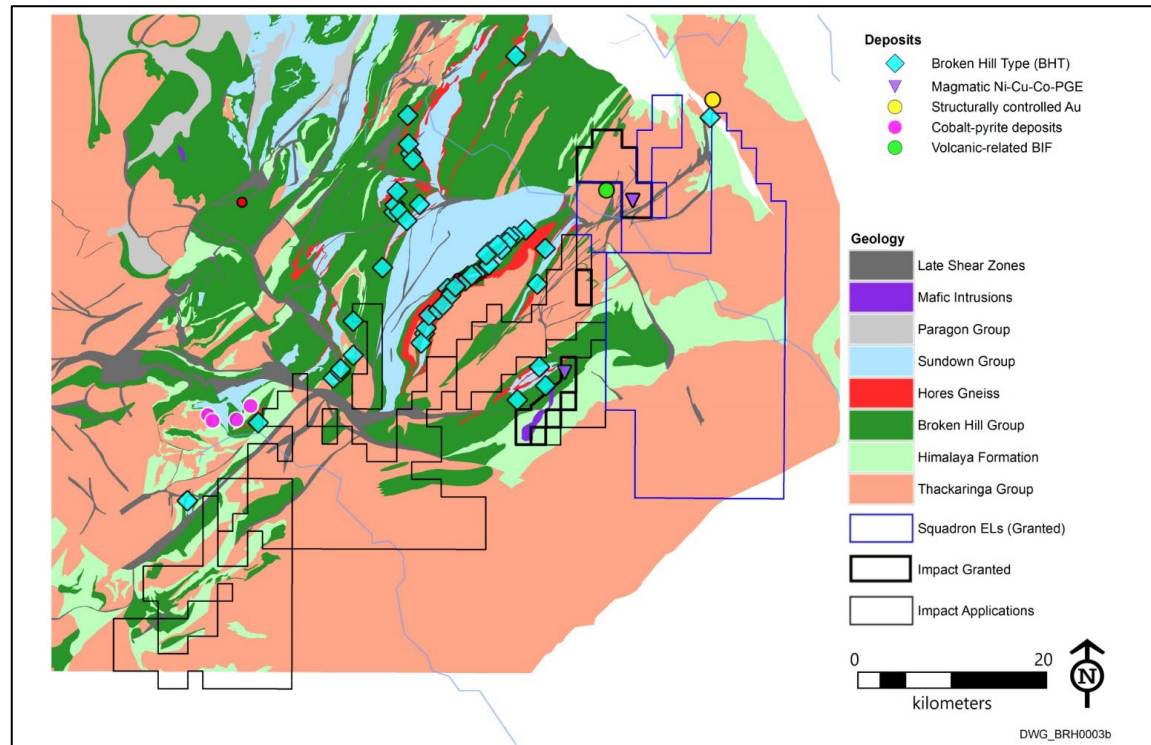 Deposits
Broken Hill Type (BHT)
Magmatic Ni-Cu-Co-PGE
Structurally controlled Au
Cobalt-pyrite deposits
Volcanic-related BIF
Geology
Late Shear Zones
Mafic Intrusions
Paragon Group
Sundown Group
Hores Gneiss
Broken Hill Group
Himalaya Formation
Thackaringa Group
Squadron ELs (Granted)
Impact Granted
Impact Applications
0 20
kilometers
N
DWG_BRH0003b